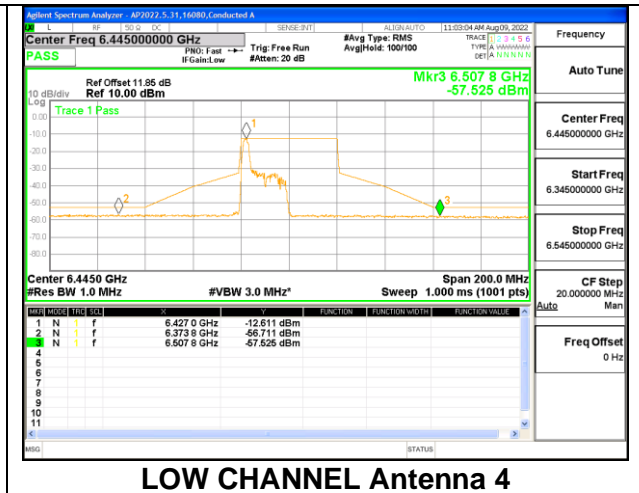 Agilent Spectrum Analyzer - AP2022.5.31,16080,Conducted A
L RF 50 Ω DC SENSE:INT ALIGN AUTO 11:03:04 AM Aug 09, 2022
Center Freq 6.445000000 GHz
#Avg Type: RMS
TRACE 1 2 3 4 5 6
PASS
PNO: Fast
Trig: Free Run
Avg|Hold: 100/100
TYPE A WWWWW
IFGain:Low
#Atten: 20 dB
DET A N N N N N
Frequency
Ref Offset 11.85 dB
Mkr3 6.507 8 GHz
10 dB/div Ref 10.00 dBm
-57.525 dBm
Log
Trace 1 Pass
0.00
-10.0
-20.0
-30.0
-40.0
-50.0
-60.0
-70.0
-80.0
1
2
3
Center 6.4450 GHz
Span 200.0 MHz
#Res BW 1.0 MHz
#VBW 3.0 MHz*
Sweep 1.000 ms (1001 pts)
MKR MODE TRC SCL X Y FUNCTION FUNCTION WIDTH FUNCTION VALUE
1 N 1 f 6.427 0 GHz -12.611 dBm
2 N 1 f 6.373 8 GHz -56.711 dBm
3 N 1 f 6.507 8 GHz -57.525 dBm
4
5
6
7
8
9
10
11
MSG
STATUS
Auto Tune
Center Freq
6.445000000 GHz
Start Freq
6.345000000 GHz
Stop Freq
6.545000000 GHz
CF Step
20.000000 MHz
Auto Man
Freq Offset
0 Hz
LOW CHANNEL Antenna 4